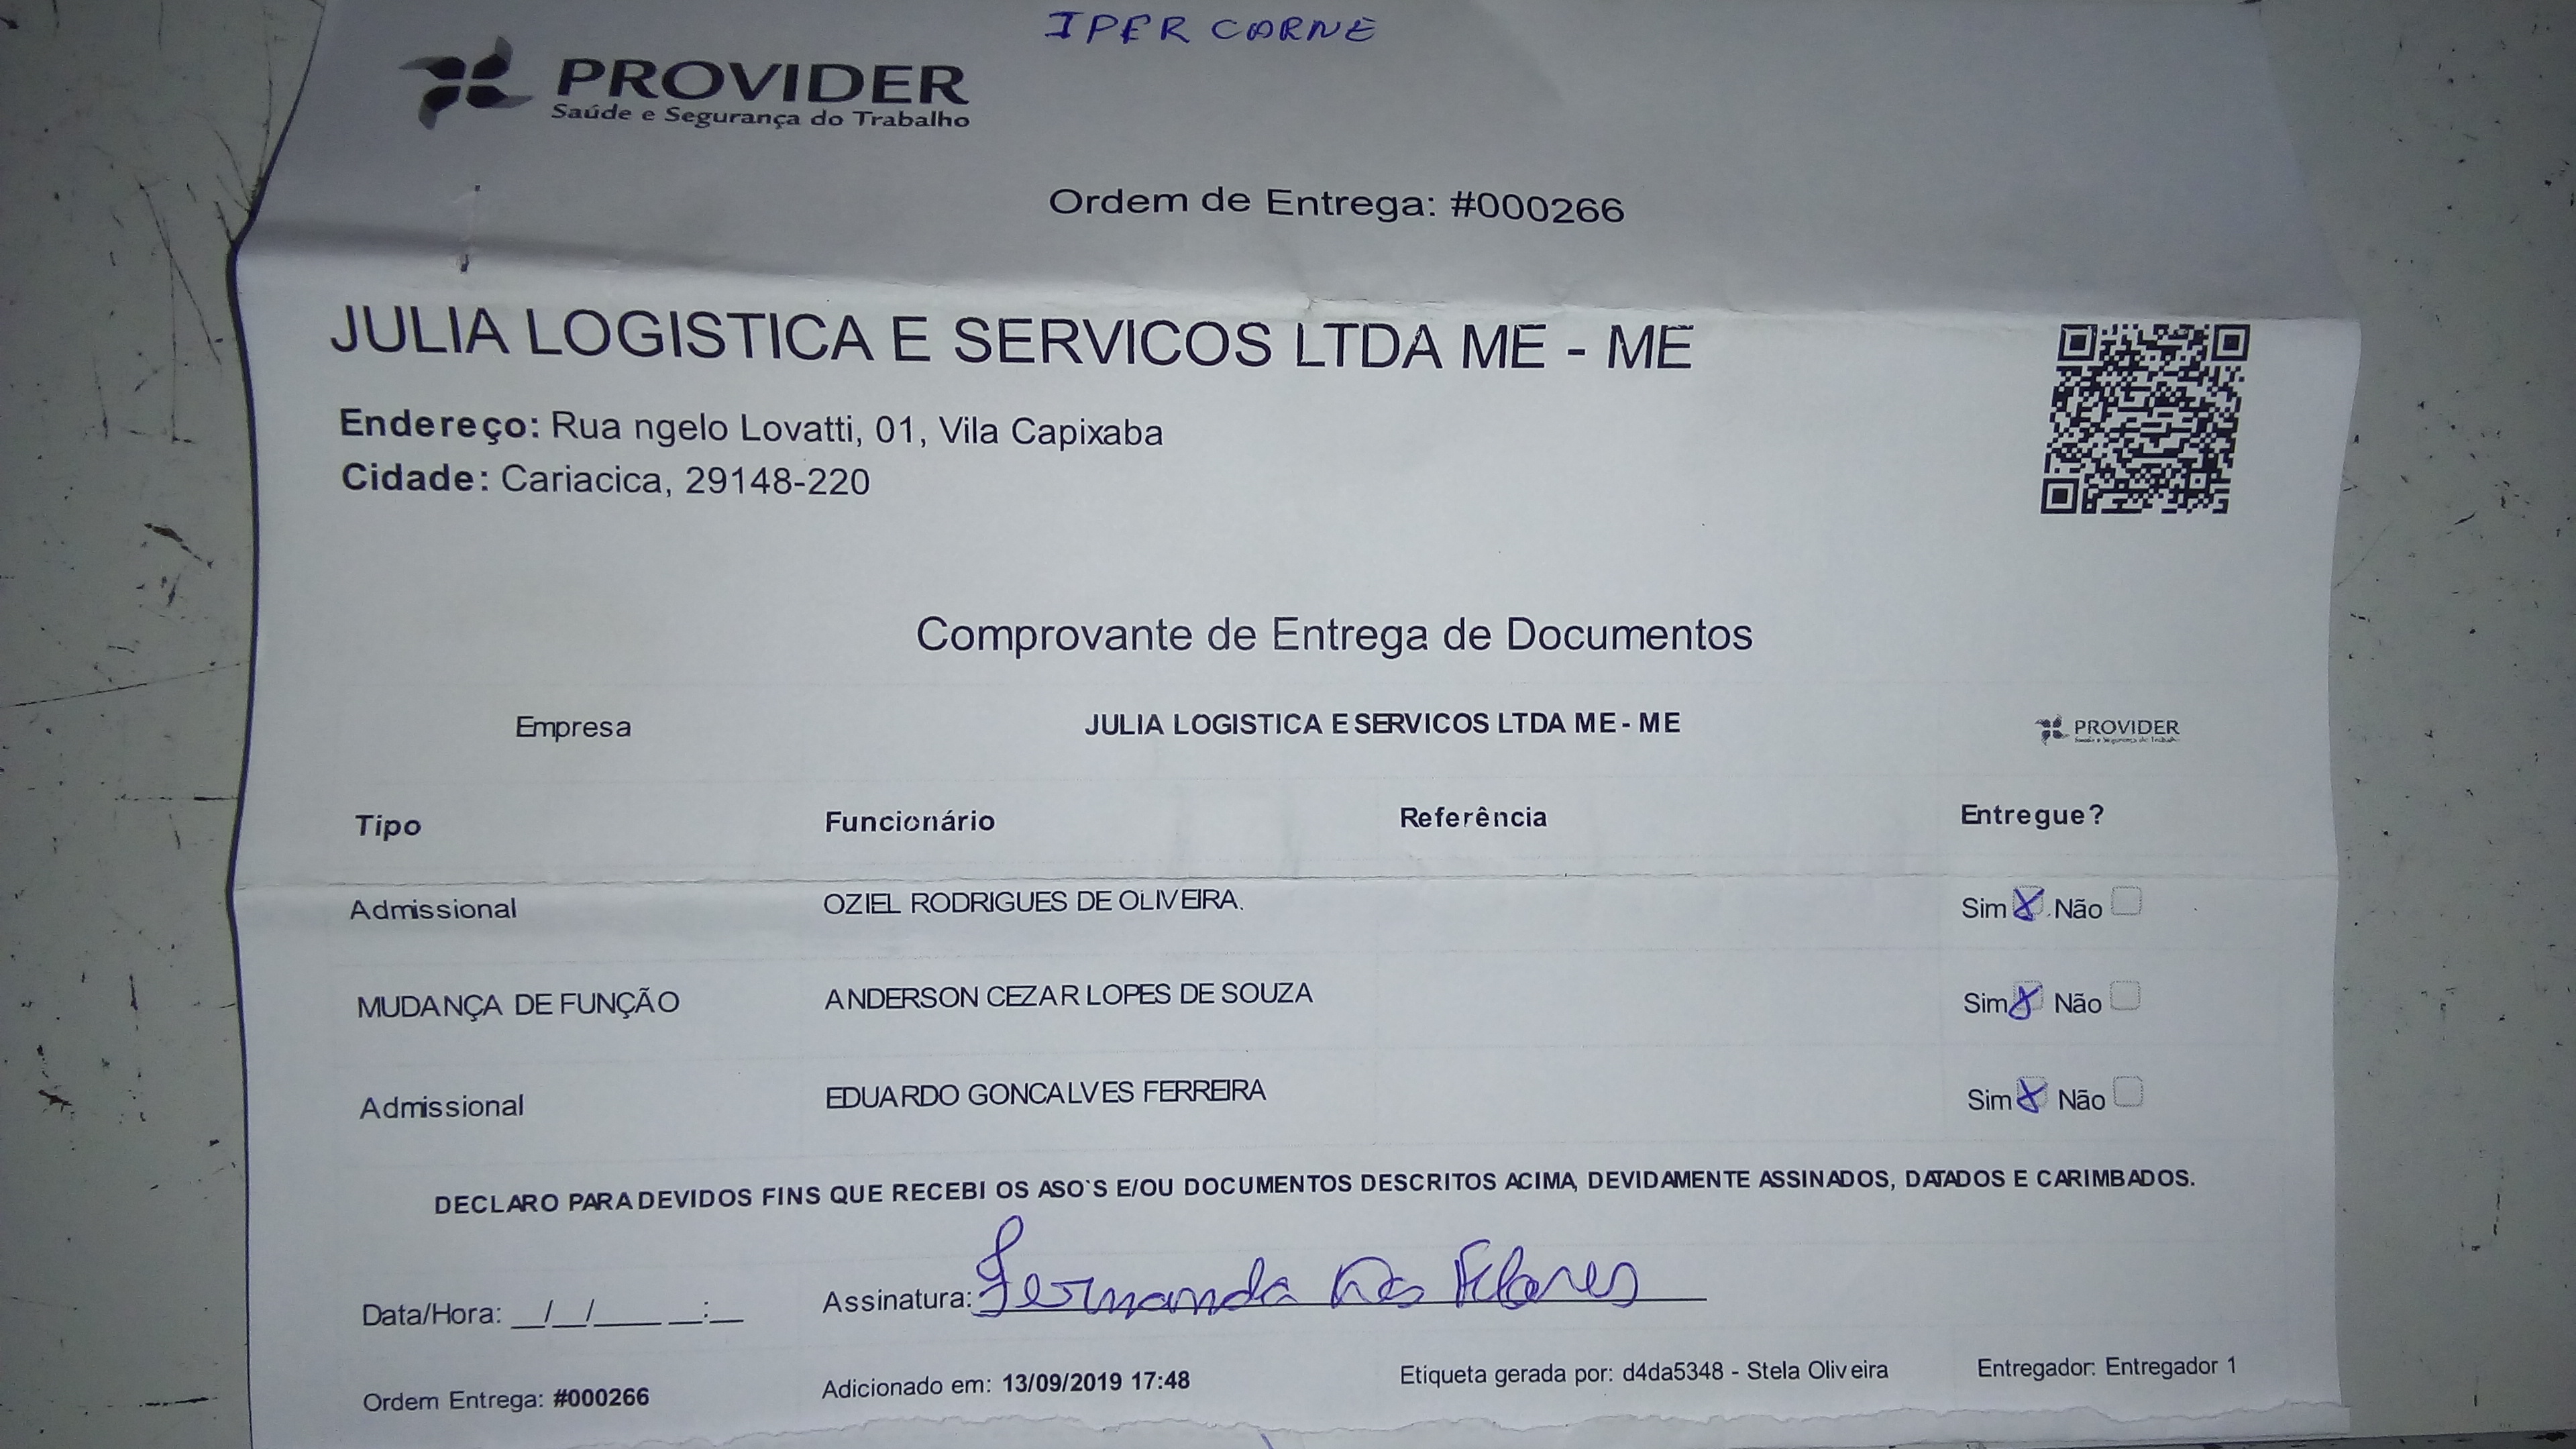 IPER CARNE
PROVIDER
Saúde e Segurança do Trabalho
Ordem de Entrega: #000266
JULIA LOGISTICA E SERVICOS LTDA ME - ME
Endereço: Rua ngelo Lovatti, 01, Vila Capixaba
Cidade: Cariacica, 29148-220
Comprovante de Entrega de Documentos
Empresa JULIA LOGISTICA E SERVICOS LTDA ME - ME PROVIDER
Saúde e Segurança do Trabalho
Tipo Funcionário Referência Entregue?
Admissional OZIEL RODRIGUES DE OLIVEIRA. Sim X Não
MUDANÇA DE FUNÇÃO ANDERSON CEZAR LOPES DE SOUZA Sim X Não
Admissional EDUARDO GONCALVES FERREIRA Sim X Não
DECLARO PARA DEVIDOS FINS QUE RECEBI OS ASO`S E/OU DOCUMENTOS DESCRITOS ACIMA, DEVIDAMENTE ASSINADOS, DATADOS E CARIMBADOS.
Data/Hora: __/__/____ __:__ Assinatura: Fernanda
Ordem Entrega: #000266 Adicionado em: 13/09/2019 17:48 Etiqueta gerada por: d4da5348 - Stela Oliveira Entregador: Entregador 1